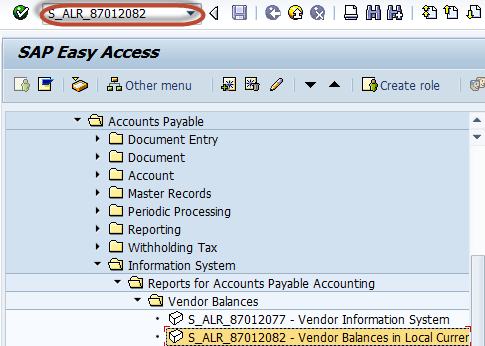 S_ALR_87012082
SAP Easy Access
Other menu
Create role
Accounts Payable
Document Entry
Document
Account
Master Records
Periodic Processing
Reporting
Withholding Tax
Information System
Reports for Accounts Payable Accounting
Vendor Balances
S_ALR_87012077 - Vendor Information System
S_ALR_87012082 - Vendor Balances in Local Curren